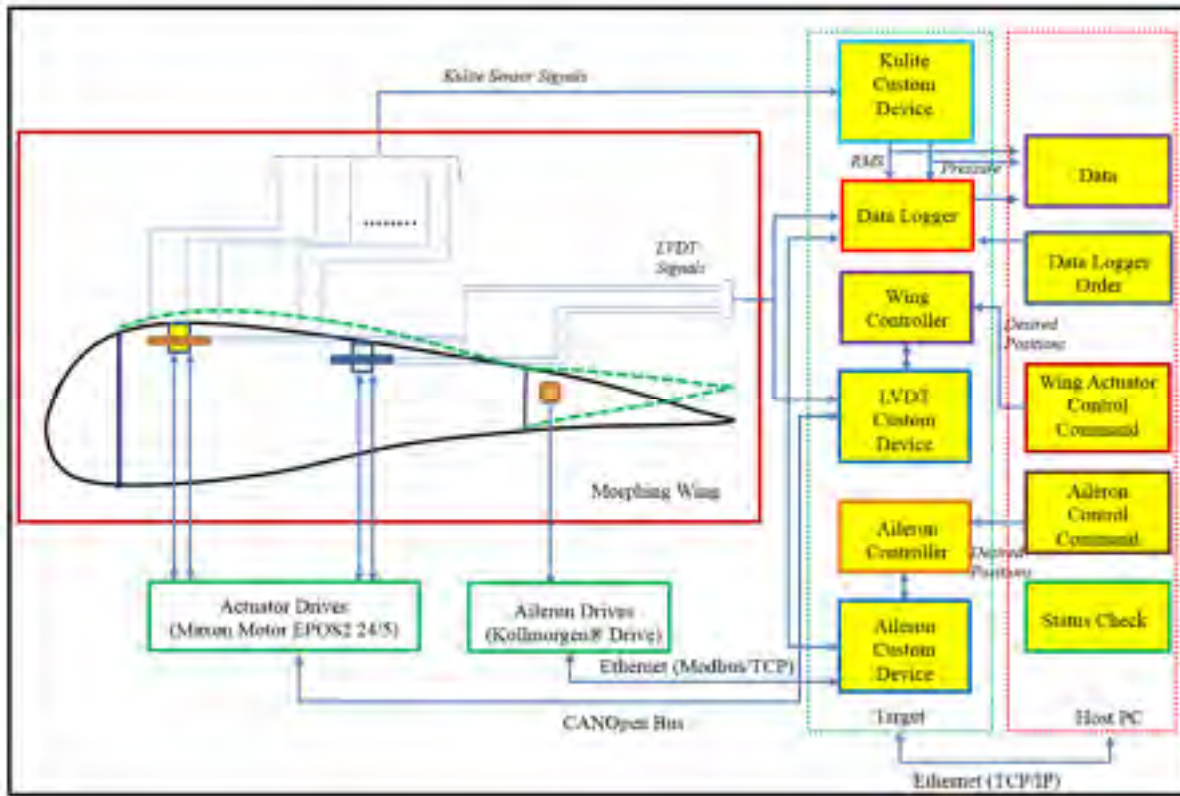 Kulite Sensor Signals
Kulite
Custom
Device
RMS
Pressure
Data
Data Logger
Data Logger
Order
LVDT
Signals
........
Wing
Controller
Desired
Positions
Wing Actuator
Control
Command
LVDT
Custom
Device
Morphing Wing
Aileron
Controller
Desired
Positions
Aileron
Control
Command
Actuator Drives
(Maxon Motor EPOS2 24/5)
Aileron Drives
(Kollmorgen® Drive)
Aileron
Custom
Device
Status Check
Ethernet (Modbus/TCP)
CANOpen Bus
Target
Host PC
Ethernet (TCP/IP)